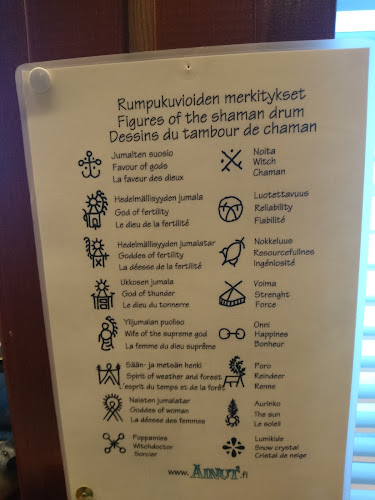 Rumpukuvioiden merkitykset
Figures of the shaman drum
Dessins du tambour de chaman
Jumalten suosio
Favour of gods
La faveur des dieux
Hedelmällisyyden jumala
God of fertility
Le dieu de la fertilité
Hedelmällisyyden jumalatar
Goddes of fertility
La déesse de la fertilité
Ukkosen jumala
God of thunder
Le dieu du tonnerre
Ylijumalan puoliso
Wife of the supreme god
La femme du dieu suprême
Sään- ja metsän henki
Spirit of weather and forest
L'esprit du temps et de la forêt
Naisten jumalatar
Goddes of woman
La déesse des femmes
Poppamies
Witchdoctor
Sorcier
Noita
Witch
Chaman
Luotettavuus
Reliability
Fiabilité
Nokkeluus
Resourcefullnes
Ingéniosité
Voima
Strenght
Force
Onni
Happines
Bonheur
Poro
Reindeer
Renne
Aurinko
The sun
Le soleil
Lumikide
Snow crystal
Cristal de neige
www.AINUT.fi